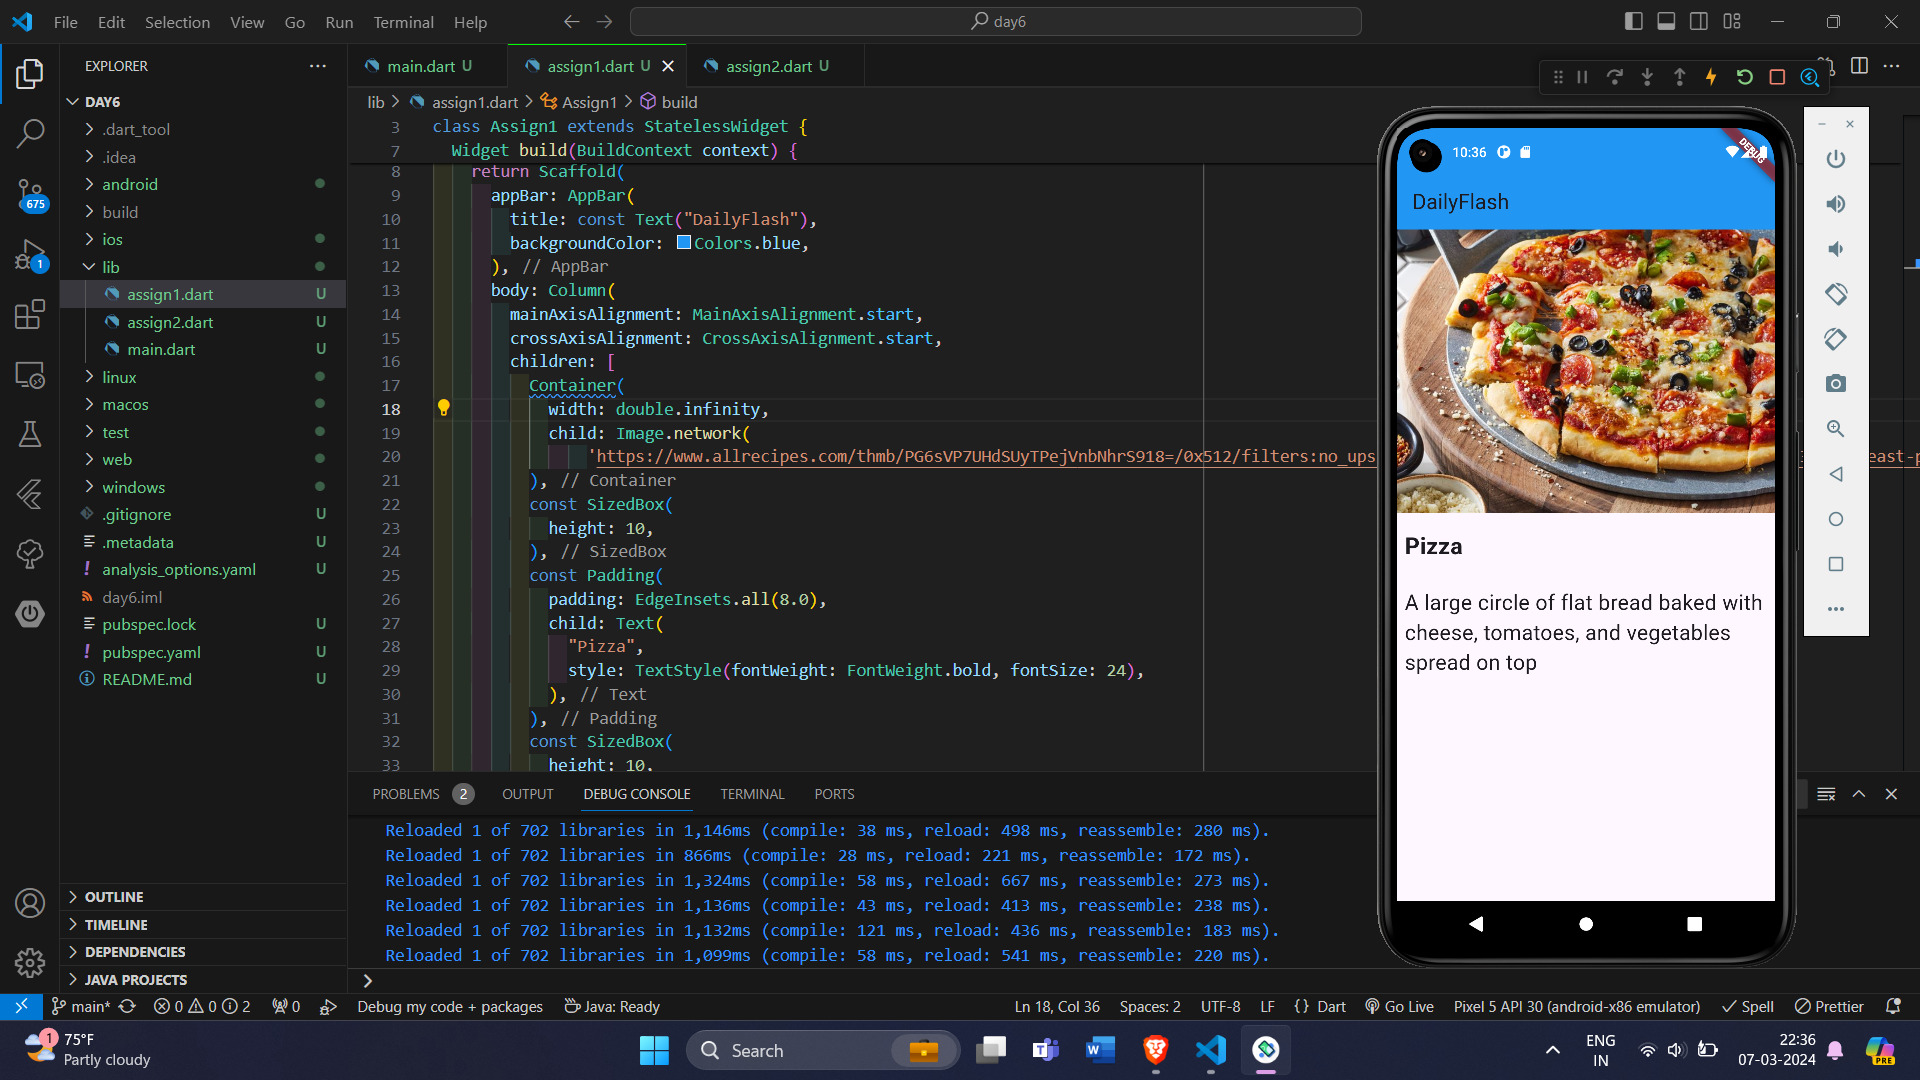 File Edit Selection View Go Run Terminal Help
day6
EXPLORER
DAY6
.dart_tool
.idea
android
build
ios
lib
assign1.dart U
assign2.dart U
main.dart U
linux
macos
test
web
windows
.gitignore U
.metadata U
analysis_options.yaml U
day6.iml
pubspec.lock U
pubspec.yaml U
README.md U
OUTLINE
TIMELINE
DEPENDENCIES
JAVA PROJECTS
675
1
main.dart U
assign1.dart U
assign2.dart U
lib > assign1.dart > Assign1 > build
3 class Assign1 extends StatelessWidget {
7 Widget build(BuildContext context) {
8 return Scaffold(
9 appBar: AppBar(
10 title: const Text("DailyFlash"),
11 backgroundColor: Colors.blue,
12 ), // AppBar
13 body: Column(
14 mainAxisAlignment: MainAxisAlignment.start,
15 crossAxisAlignment: CrossAxisAlignment.start,
16 children: [
17 Container(
18 width: double.infinity,
19 child: Image.network(
20 'https://www.allrecipes.com/thmb/PG6sVP7UHdSUyTPejVnbNhrS918=/0x512/filters:no_ups
east-p
21 ), // Container
22 const SizedBox(
23 height: 10,
24 ), // SizedBox
25 const Padding(
26 padding: EdgeInsets.all(8.0),
27 child: Text(
28 "Pizza",
29 style: TextStyle(fontWeight: FontWeight.bold, fontSize: 24),
30 ), // Text
31 ), // Padding
32 const SizedBox(
33 height: 10,
10:36
DEBUG
DailyFlash
Pizza
A large circle of flat bread baked with
cheese, tomatoes, and vegetables
spread on top
PROBLEMS 2 OUTPUT DEBUG CONSOLE TERMINAL PORTS
Reloaded 1 of 702 libraries in 1,146ms (compile: 38 ms, reload: 498 ms, reassemble: 280 ms).
Reloaded 1 of 702 libraries in 866ms (compile: 28 ms, reload: 221 ms, reassemble: 172 ms).
Reloaded 1 of 702 libraries in 1,324ms (compile: 58 ms, reload: 667 ms, reassemble: 273 ms).
Reloaded 1 of 702 libraries in 1,136ms (compile: 43 ms, reload: 413 ms, reassemble: 238 ms).
Reloaded 1 of 702 libraries in 1,132ms (compile: 121 ms, reload: 436 ms, reassemble: 183 ms).
Reloaded 1 of 702 libraries in 1,099ms (compile: 58 ms, reload: 541 ms, reassemble: 220 ms).
main* 0 0 2 0 Debug my code + packages Java: Ready Ln 18, Col 36 Spaces: 2 UTF-8 LF {} Dart Go Live Pixel 5 API 30 (android-x86 emulator) Spell Prettier
1
75°F
Partly cloudy
Search
ENG
IN
22:36
07-03-2024
PRE